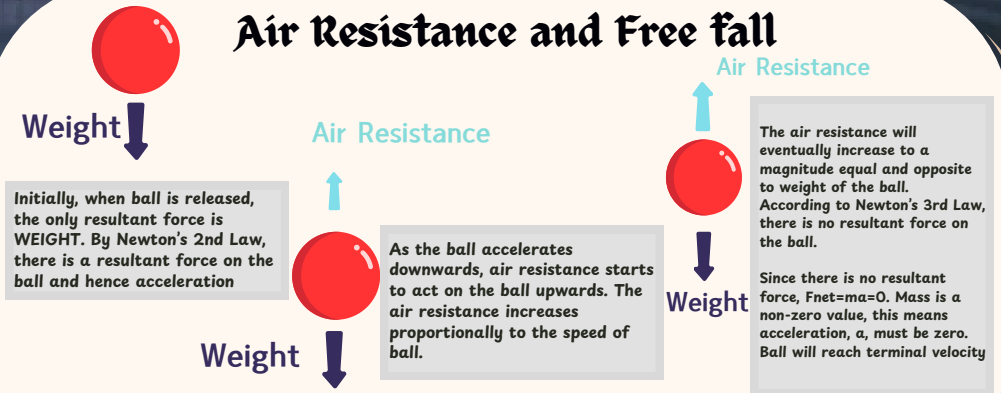 Air Resistance and Free fall
Weight
Initially, when ball is released,
the only resultant force is
WEIGHT. By Newton's 2nd Law,
there is a resultant force on the
ball and hence acceleration
Air Resistance
Weight
As the ball accelerates
downwards, air resistance starts
to act on the ball upwards. The
air resistance increases
proportionally to the speed of
ball.
Air Resistance
Weight
The air resistance will
eventually increase to a
magnitude equal and opposite
to weight of the ball.
According to Newton's 3rd Law,
there is no resultant force on
the ball.
Since there is no resultant
force, Fnet=ma=0. Mass is a
non-zero value, this means
acceleration, a, must be zero.
Ball will reach terminal velocity